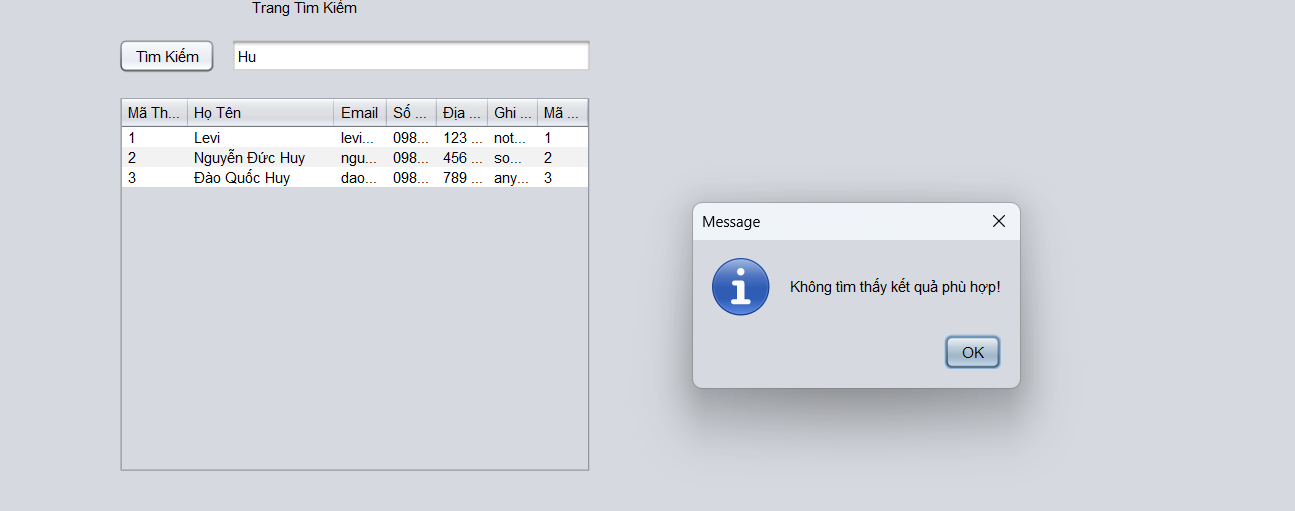 Trang Tìm Kiếm
Tìm Kiếm
Hu
Mã Th... Họ Tên Email Số ... Địa ... Ghi ... Mã ...
1 Levi levi... 098... 123 ... not... 1
2 Nguyễn Đức Huy ngu... 098... 456 ... so... 2
3 Đào Quốc Huy dao... 098... 789 ... any... 3
Message
Không tìm thấy kết quả phù hợp!
OK